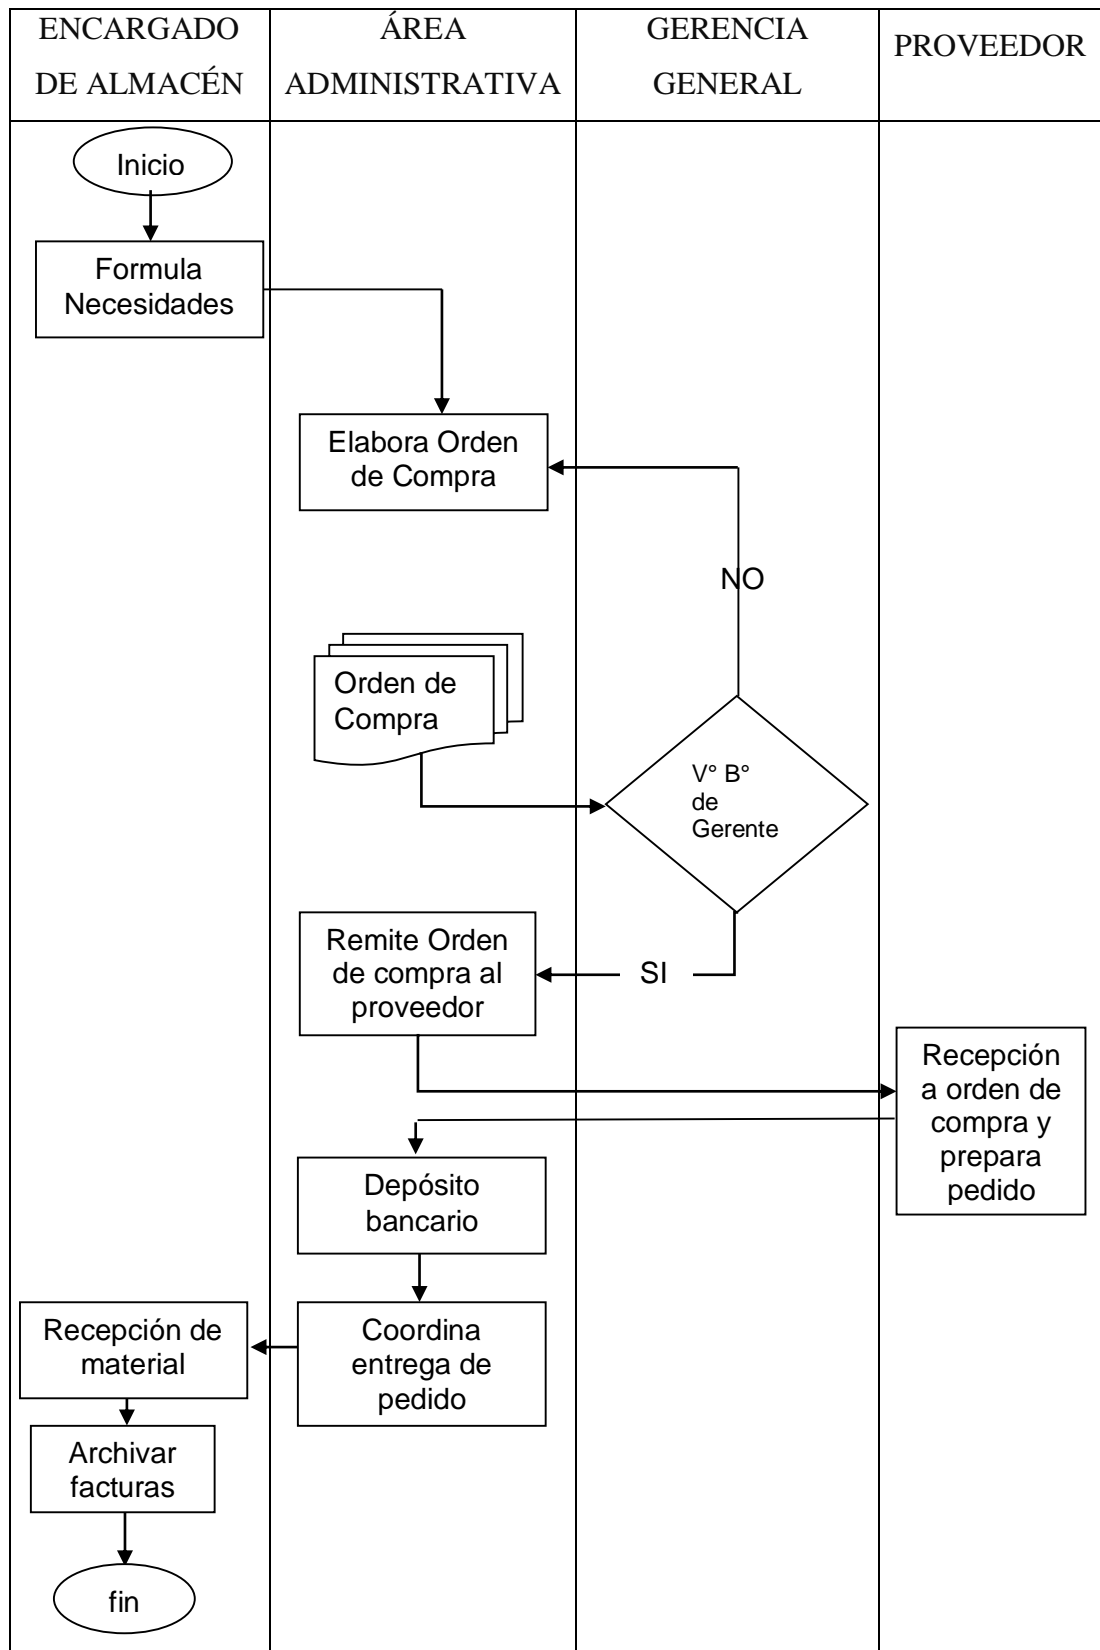 ENCARGADO
DE ALMACÉN
ÁREA
ADMINISTRATIVA
GERENCIA
GENERAL
PROVEEDOR
Inicio
Formula
Necesidades
Elabora Orden
de Compra
NO
Orden de
Compra
V° B°
de
Gerente
Remite Orden
de compra al
proveedor
SI
Recepción
a orden de
compra y
prepara
pedido
Depósito
bancario
Coordina
entrega de
pedido
Recepción de
material
Archivar
facturas
fin